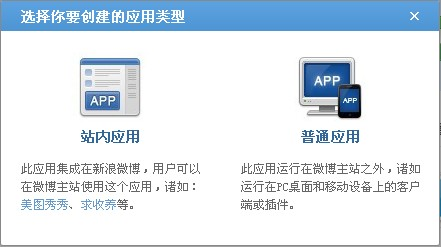 选择你要创建的应用类型
APP
APP
APP
站内应用
普通应用
此应用集成在新浪微博，用户可以
在微博主站使用这个应用，诸如：
美图秀秀、求收养等。
此应用运行在微博主站之外，诸如
运行在PC桌面和移动设备上的客户
端或插件。